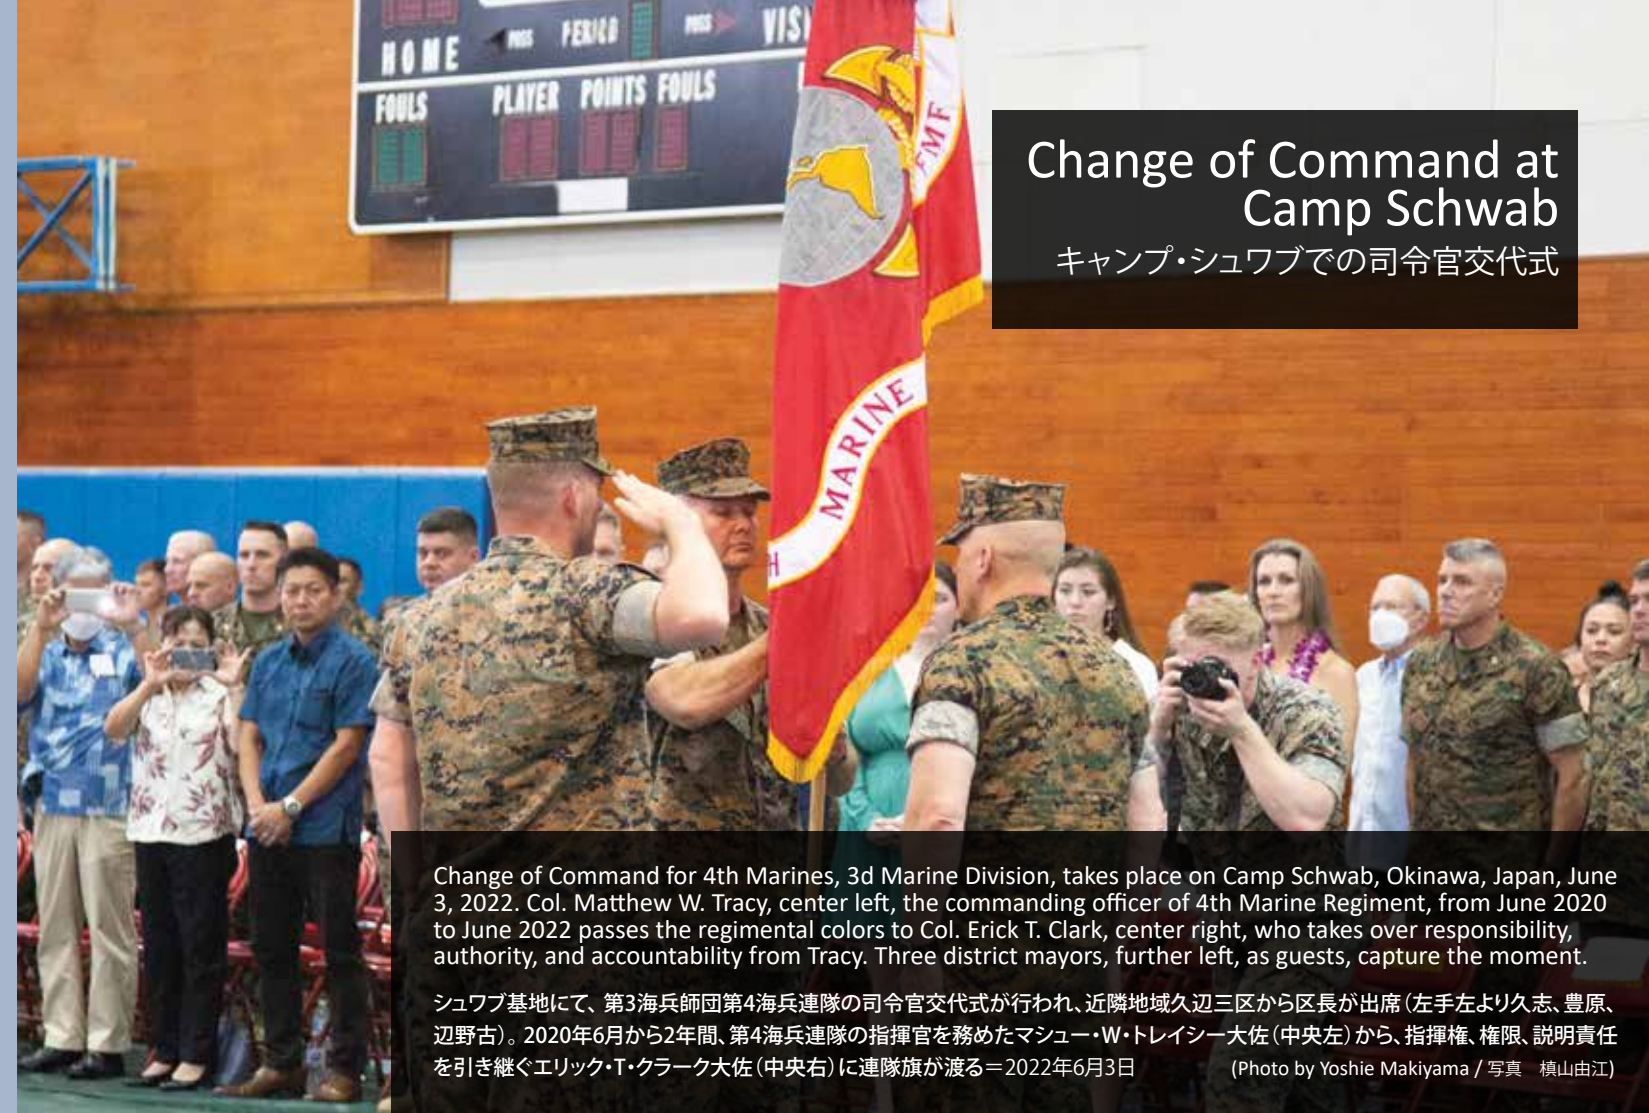 HOME
POSS
PERIOD
POSS
VISI
FOULS
PLAYER POINTS FOULS
FMF
MARINE
H
Change of Command at
Camp Schwab
キャンプ・シュワブでの司令官交代式
Change of Command for 4th Marines, 3d Marine Division, takes place on Camp Schwab, Okinawa, Japan, June
3, 2022. Col. Matthew W. Tracy, center left, the commanding officer of 4th Marine Regiment, from June 2020
to June 2022 passes the regimental colors to Col. Erick T. Clark, center right, who takes over responsibility,
authority, and accountability from Tracy. Three district mayors, further left, as guests, capture the moment.
シュワブ基地にて、第3海兵師団第4海兵連隊の司令官交代式が行われ、近隣地域久辺三区から区長が出席（左手左より久志、豊原、
辺野古）。2020年6月から2年間、第4海兵連隊の指揮官を務めたマシュー・W・トレイシー大佐（中央左）から、指揮権、権限、説明責任
を引き継ぐエリック・T・クラーク大佐（中央右）に連隊旗が渡る＝2022年6月3日
(Photo by Yoshie Makiyama / 写真　槙山由江)